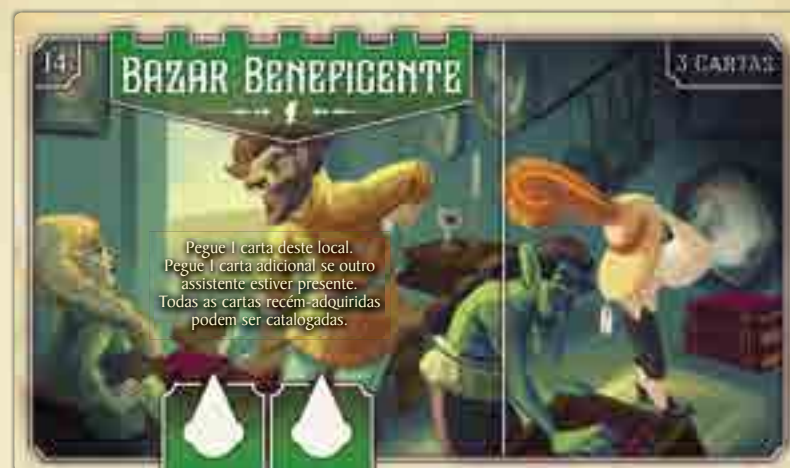 14
BAZAR BENEFICENTE
3 CARTAS
Pegue 1 carta deste local.
Pegue 1 carta adicional se outro
assistente estiver presente.
Todas as cartas recém-adquiridas
podem ser catalogadas.